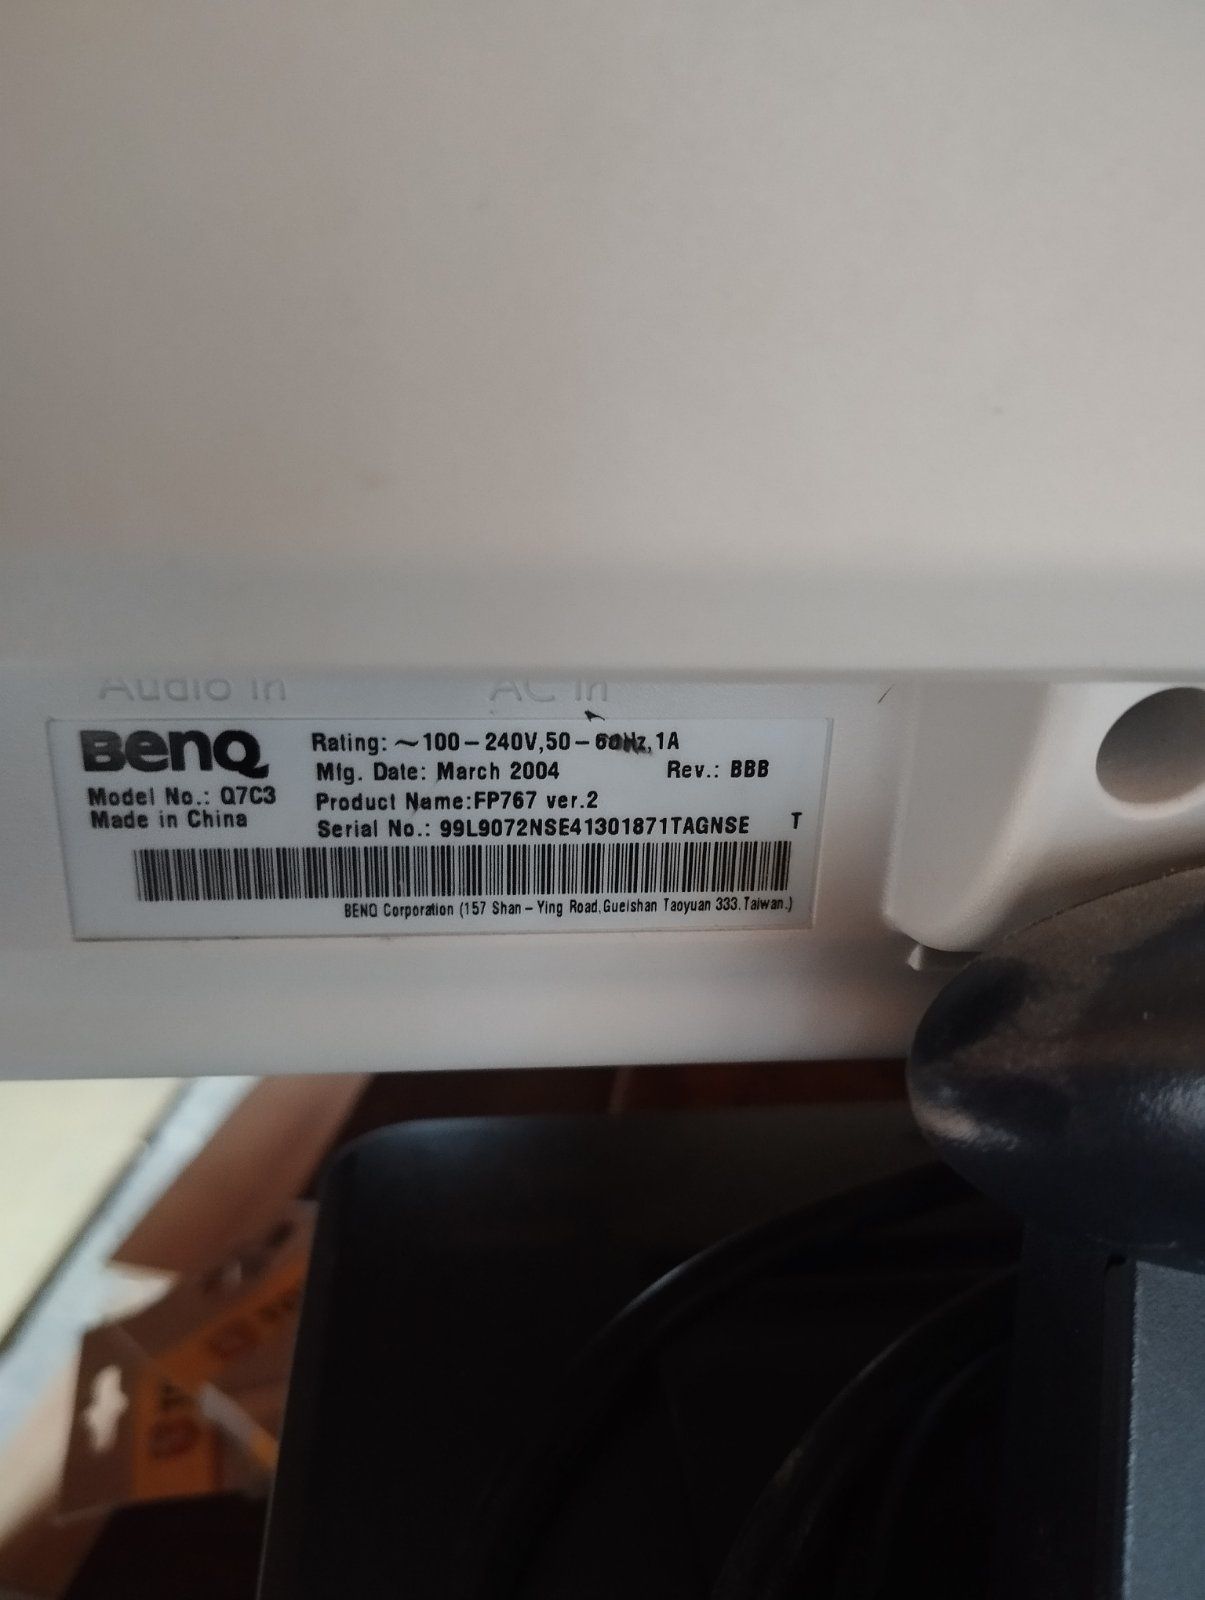 Audio in
AC in
BenQ
Model No.: Q7C3
Made in China
Rating: ~100-240V,50-60Hz,1A
Mfg. Date: March 2004 Rev.: BBB
Product Name:FP767 ver.2
Serial No.: 99L9072NSE41301871TAGNSE T
BENQ Corporation (157 Shan-Ying Road,Gueishan Taoyuan 333,Taiwan.)